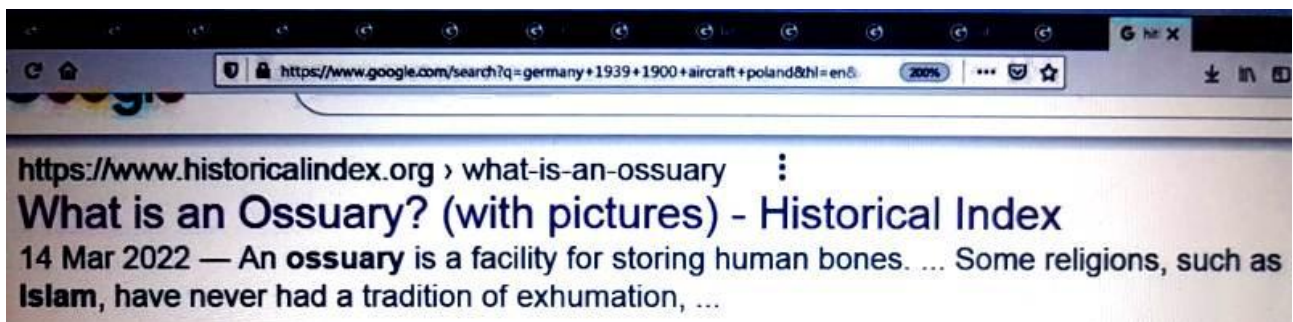 G
https://www.google.com/search?q=germany+1939+1900+aircraft+poland&hl=en&
200%
https://www.historicalindex.org › what-is-an-ossuary
What is an Ossuary? (with pictures) - Historical Index
14 Mar 2022 — An ossuary is a facility for storing human bones. ... Some religions, such as
Islam, have never had a tradition of exhumation, ...